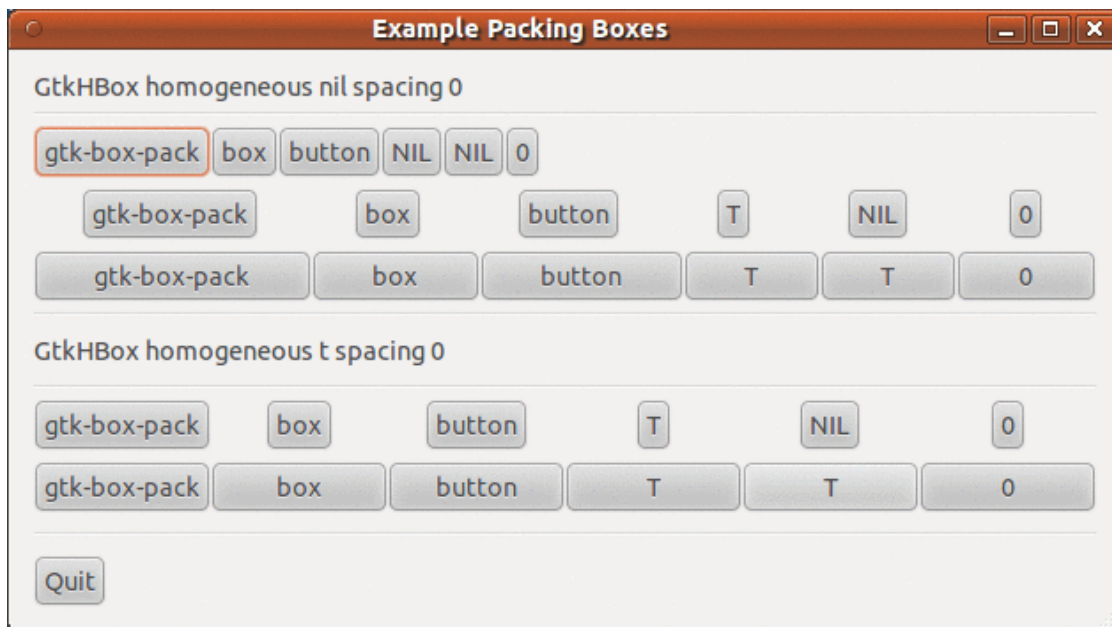 Example Packing Boxes
GtkHBox homogeneous nil spacing 0
gtk-box-pack box button NIL NIL 0
gtk-box-pack box button T NIL 0
gtk-box-pack box button T T 0
GtkHBox homogeneous t spacing 0
gtk-box-pack box button T NIL 0
gtk-box-pack box button T T 0
Quit